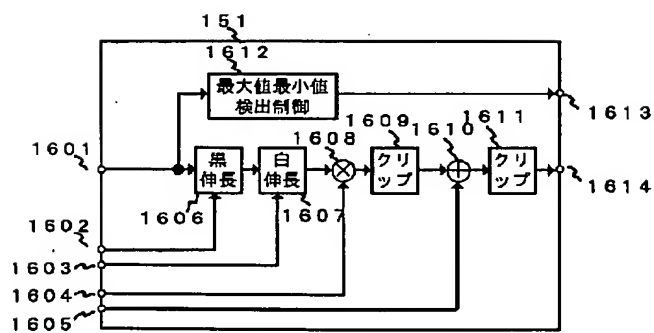 151
1612
最大値最小値
検出制御
1613
1601
黒
伸長
1606
白
伸長
1607
1608
1609
クリ
ップ
1610
1611
クリ
ップ
1614
1602
1603
1604
1605